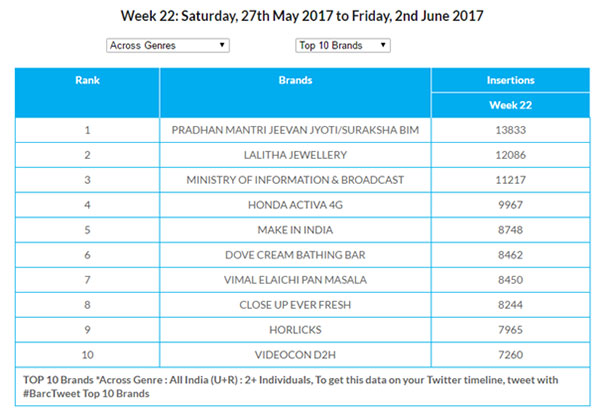 Week 22: Saturday, 27th May 2017 to Friday, 2nd June 2017
Across Genres Top 10 Brands
Rank Brands Insertions
Week 22
1 PRADHAN MANTRI JEEVAN JYOTI/SURAKSHA BIM 13833
2 LALITHA JEWELLERY 12086
3 MINISTRY OF INFORMATION & BROADCAST 11217
4 HONDA ACTIVA 4G 9967
5 MAKE IN INDIA 8748
6 DOVE CREAM BATHING BAR 8462
7 VIMAL ELAICHI PAN MASALA 8450
8 CLOSE UP EVER FRESH 8244
9 HORLICKS 7965
10 VIDEOCON D2H 7260
TOP 10 Brands *Across Genre : All India (U+R) : 2+ Individuals, To get this data on your Twitter timeline, tweet with
#BarcTweet Top 10 Brands